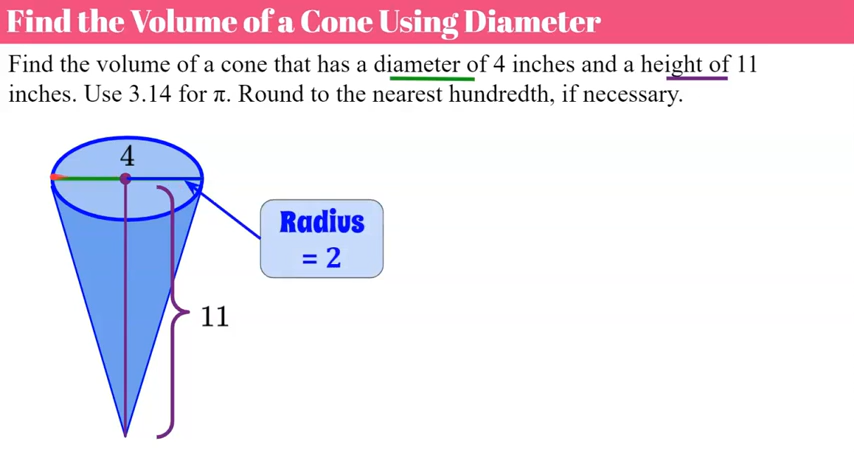 Find the Volume of a Cone Using Diameter
Find the volume of a cone that has a diameter of 4 inches and a height of 11
inches. Use 3.14 for π. Round to the nearest hundredth, if necessary.
4
Radius
= 2
11